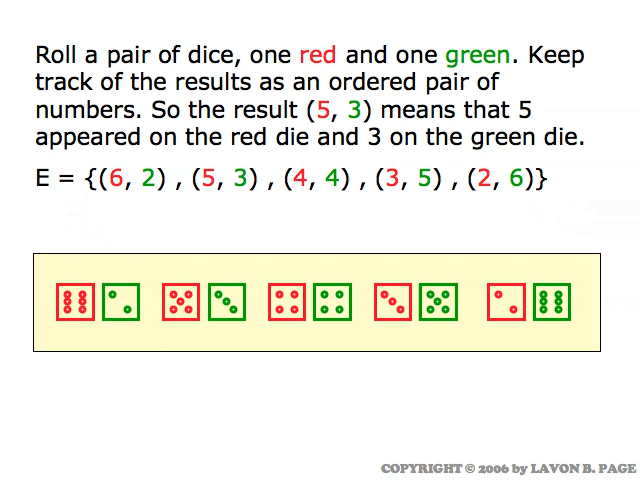 Roll a pair of dice, one red and one green. Keep
track of the results as an ordered pair of
numbers. So the result (5, 3) means that 5
appeared on the red die and 3 on the green die.
E = {(6, 2) , (5, 3) , (4, 4) , (3, 5) , (2, 6)}
COPYRIGHT © 2006 by LAVON B. PAGE